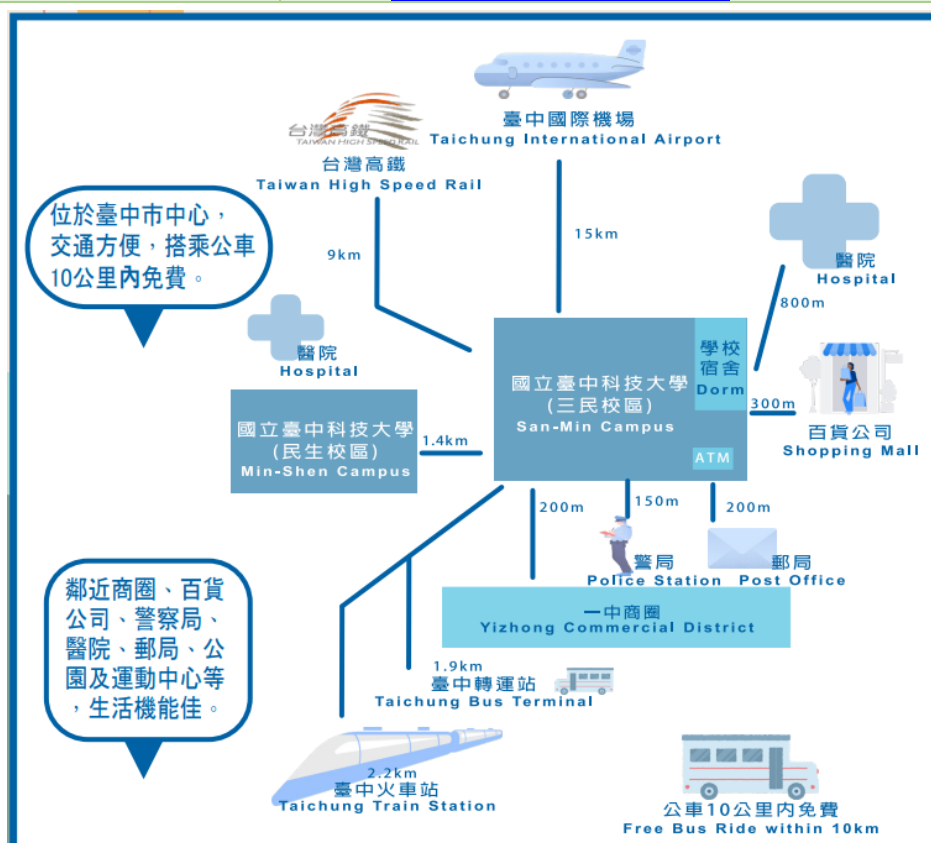 臺中國際機場
Taichung International Airport
台灣高鐵
TAIWAN HIGH SPEED RAIL
台灣高鐵
Taiwan High Speed Rail
位於臺中市中心，
交通方便，搭乘公車
10公里內免費。
9km
15km
醫院
Hospital
800m
醫院
Hospital
學校
宿舍
Dorm
國立臺中科技大學
(三民校區)
San-Min Campus
ATM
300m
百貨公司
Shopping Mall
國立臺中科技大學
(民生校區)
Min-Shen Campus
1.4km
200m
150m
200m
警局
Police Station
郵局
Post Office
一中商圈
Yizhong Commercial District
鄰近商圈、百貨
公司、警察局、
醫院、郵局、公
園及運動中心等
，生活機能佳。
1.9km
臺中轉運站
Taichung Bus Terminal
2.2km
臺中火車站
Taichung Train Station
公車10公里內免費
Free Bus Ride within 10km